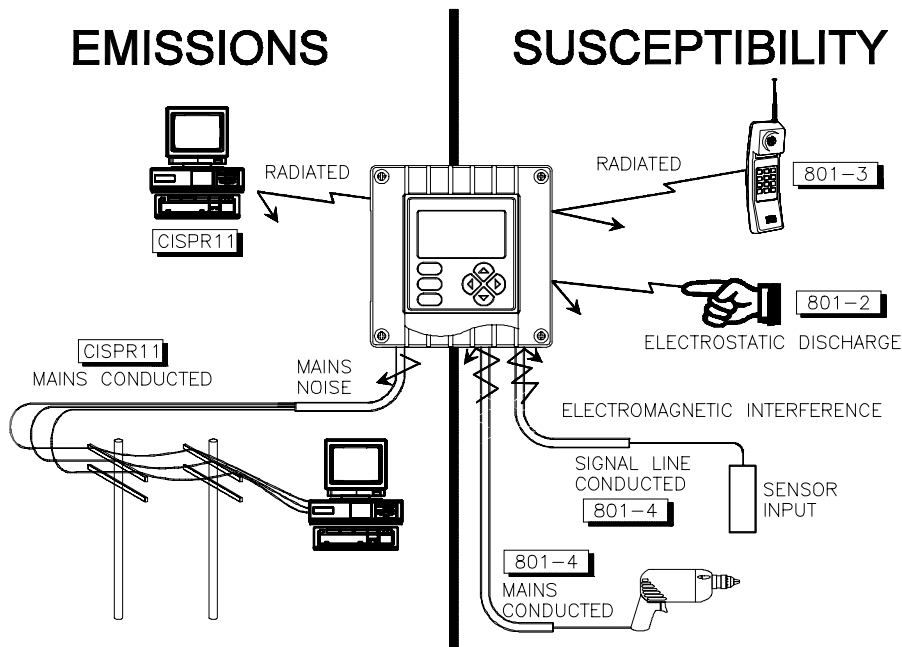 EMISSIONS
SUSCEPTIBILITY
RADIATED
CISPR11
RADIATED
801-3
801-2
ELECTROSTATIC DISCHARGE
CISPR11
MAINS CONDUCTED
MAINS
NOISE
ELECTROMAGNETIC INTERFERENCE
SIGNAL LINE
CONDUCTED
801-4
SENSOR
INPUT
801-4
MAINS
CONDUCTED